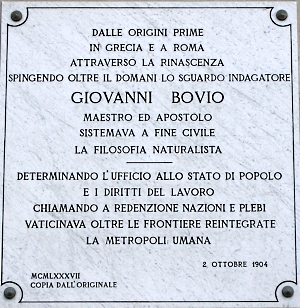 DALLE ORIGINI PRIME
IN GRECIA E A ROMA
ATTRAVERSO LA RINASCENZA
SPINGENDO OLTRE IL DOMANI LO SGUARDO INDAGATORE
GIOVANNI BOVIO
MAESTRO ED APOSTOLO
SISTEMAVA A FINE CIVILE
LA FILOSOFIA NATURALISTA
DETERMINANDO L'UFFICIO ALLO STATO DI POPOLO
E I DIRITTI DEL LAVORO
CHIAMANDO A REDENZIONE NAZIONI E PLEBI
VATICINAVA OLTRE LE FRONTIERE REINTEGRATE
LA METROPOLI UMANA
2. OTTOBRE 1904
MCMLXXXVII
COPIA DALL'ORIGINALE